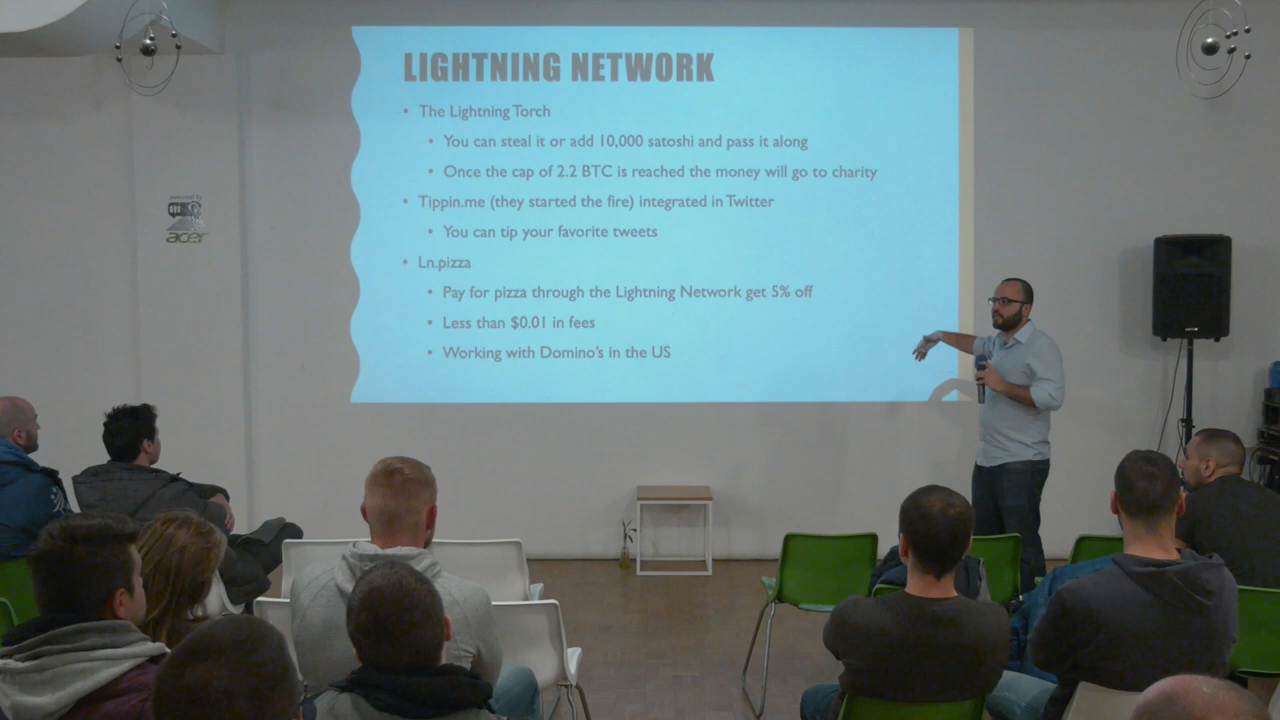 LIGHTNING NETWORK
• The Lightning Torch
• You can steal it or add 10,000 satoshi and pass it along
• Once the cap of 2.2 BTC is reached the money will go to charity
• Tippin.me (they started the fire) integrated in Twitter
• You can tip your favorite tweets
• Ln.pizza
• Pay for pizza through the Lightning Network get 5% off
• Less than $0.01 in fees
• Working with Domino's in the US
powered by
acer